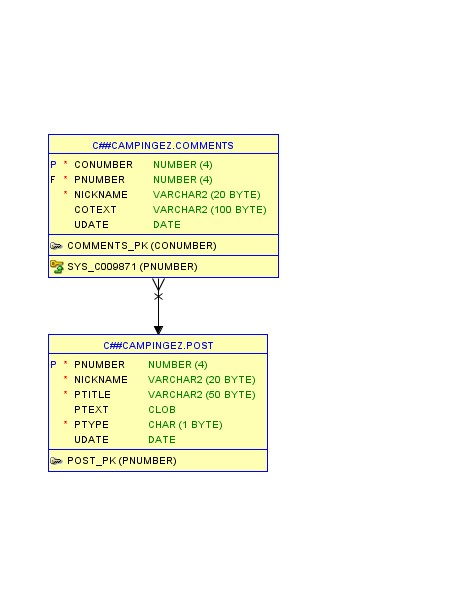 C##CAMPINGEZ.COMMENTS
P * CONUMBER NUMBER (4)
F * PNUMBER NUMBER (4)
* NICKNAME VARCHAR2 (20 BYTE)
COTEXT VARCHAR2 (100 BYTE)
UDATE DATE
COMMENTS_PK (CONUMBER)
SYS_C009871 (PNUMBER)
C##CAMPINGEZ.POST
P * PNUMBER NUMBER (4)
* NICKNAME VARCHAR2 (20 BYTE)
* PTITLE VARCHAR2 (50 BYTE)
PTEXT CLOB
* PTYPE CHAR (1 BYTE)
UDATE DATE
POST_PK (PNUMBER)